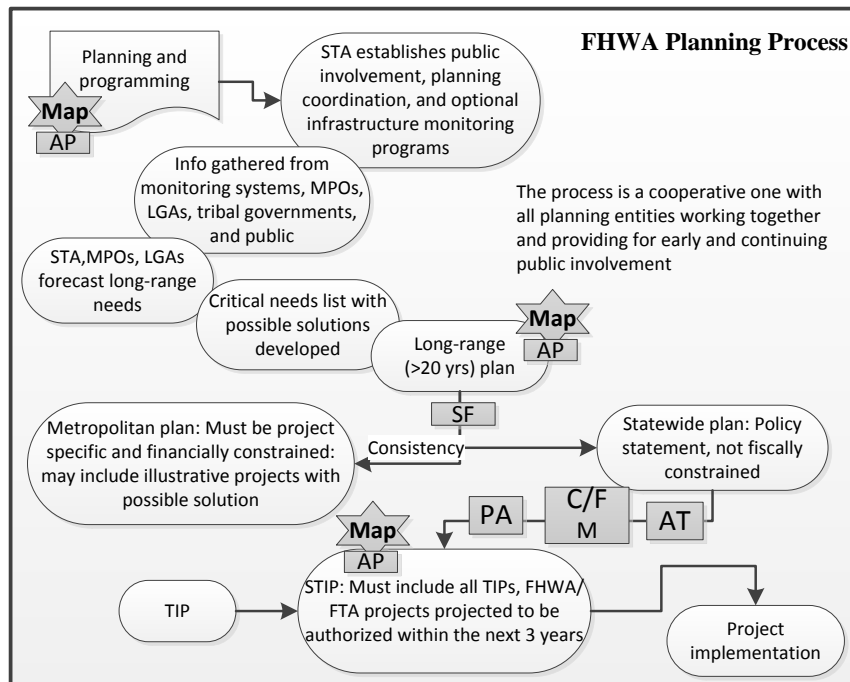 FHWA Planning Process
Planning and
programming
Map
AP
STA establishes public
involvement, planning
coordination, and optional
infrastructure monitoring
programs
Info gathered from
monitoring systems, MPOs,
LGAs, tribal governments,
and public
The process is a cooperative one with
all planning entities working together
and providing for early and continuing
public involvement
STA,MPOs, LGAs
forecast long-range
needs
Critical needs list with
possible solutions
developed
Map
AP
Long-range
(>20 yrs) plan
SF
Metropolitan plan: Must be project
specific and financially constrained:
may include illustrative projects with
possible solution
Consistency
Statewide plan: Policy
statement, not fiscally
constrained
PA
C/F
M
AT
Map
AP
TIP
STIP: Must include all TIPs, FHWA/
FTA projects projected to be
authorized within the next 3 years
Project
implementation